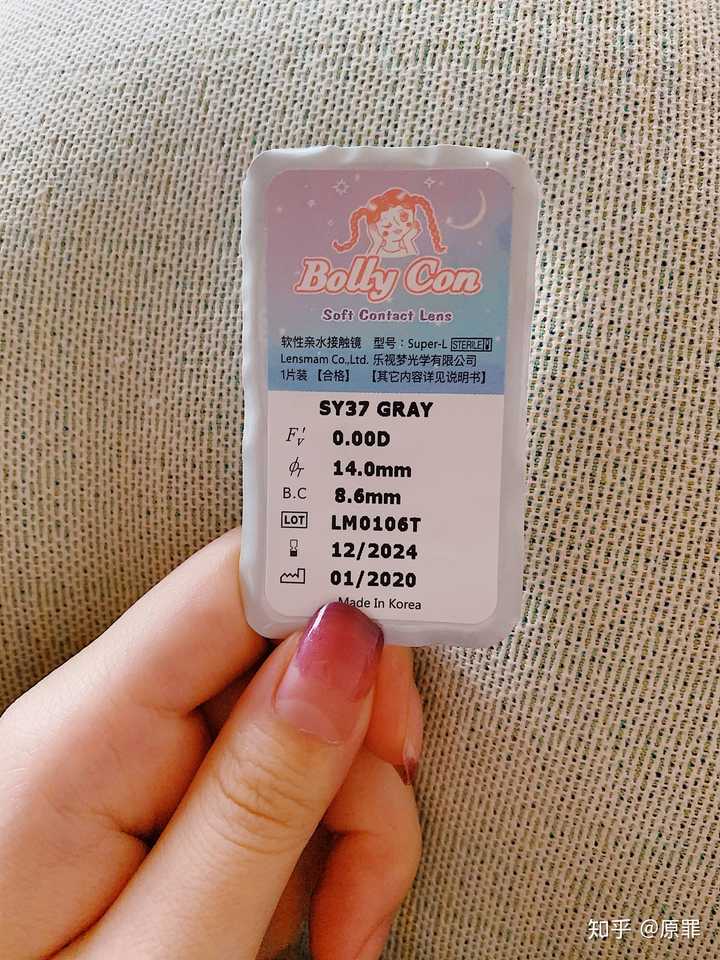 Bolly Con
Soft Contact Lens
软性亲水接触镜 型号：Super-L STERILE
Lensmam Co.,Ltd. 乐视梦光学有限公司
1片装 【合格】 【其它内容详见说明书】
SY37 GRAY
F'v 0.00D
ϕT 14.0mm
B.C 8.6mm
LOT LM0106T
12/2024
01/2020
Made In Korea
知乎 @原罪